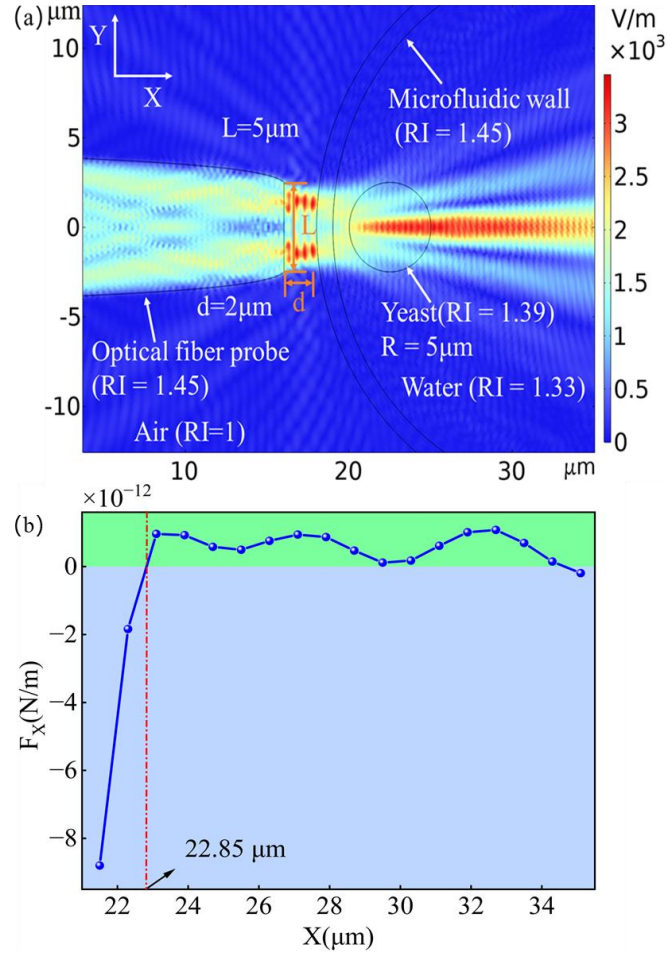 (a)
μm
V/m
×10³
Y
X
Microfluidic wall
(RI = 1.45)
L=5μm
10
5
0
-5
-10
L
d
d=2μm
Yeast(RI = 1.39)
R = 5μm
Optical fiber probe
(RI = 1.45)
Water (RI = 1.33)
Air (RI=1)
3
2.5
2
1.5
1
0.5
0
10
20
30
μm
(b)
×10⁻¹²
0
−2
−4
−6
−8
FX(N/m)
22.85 μm
22
24
26
28
30
32
34
X(μm)